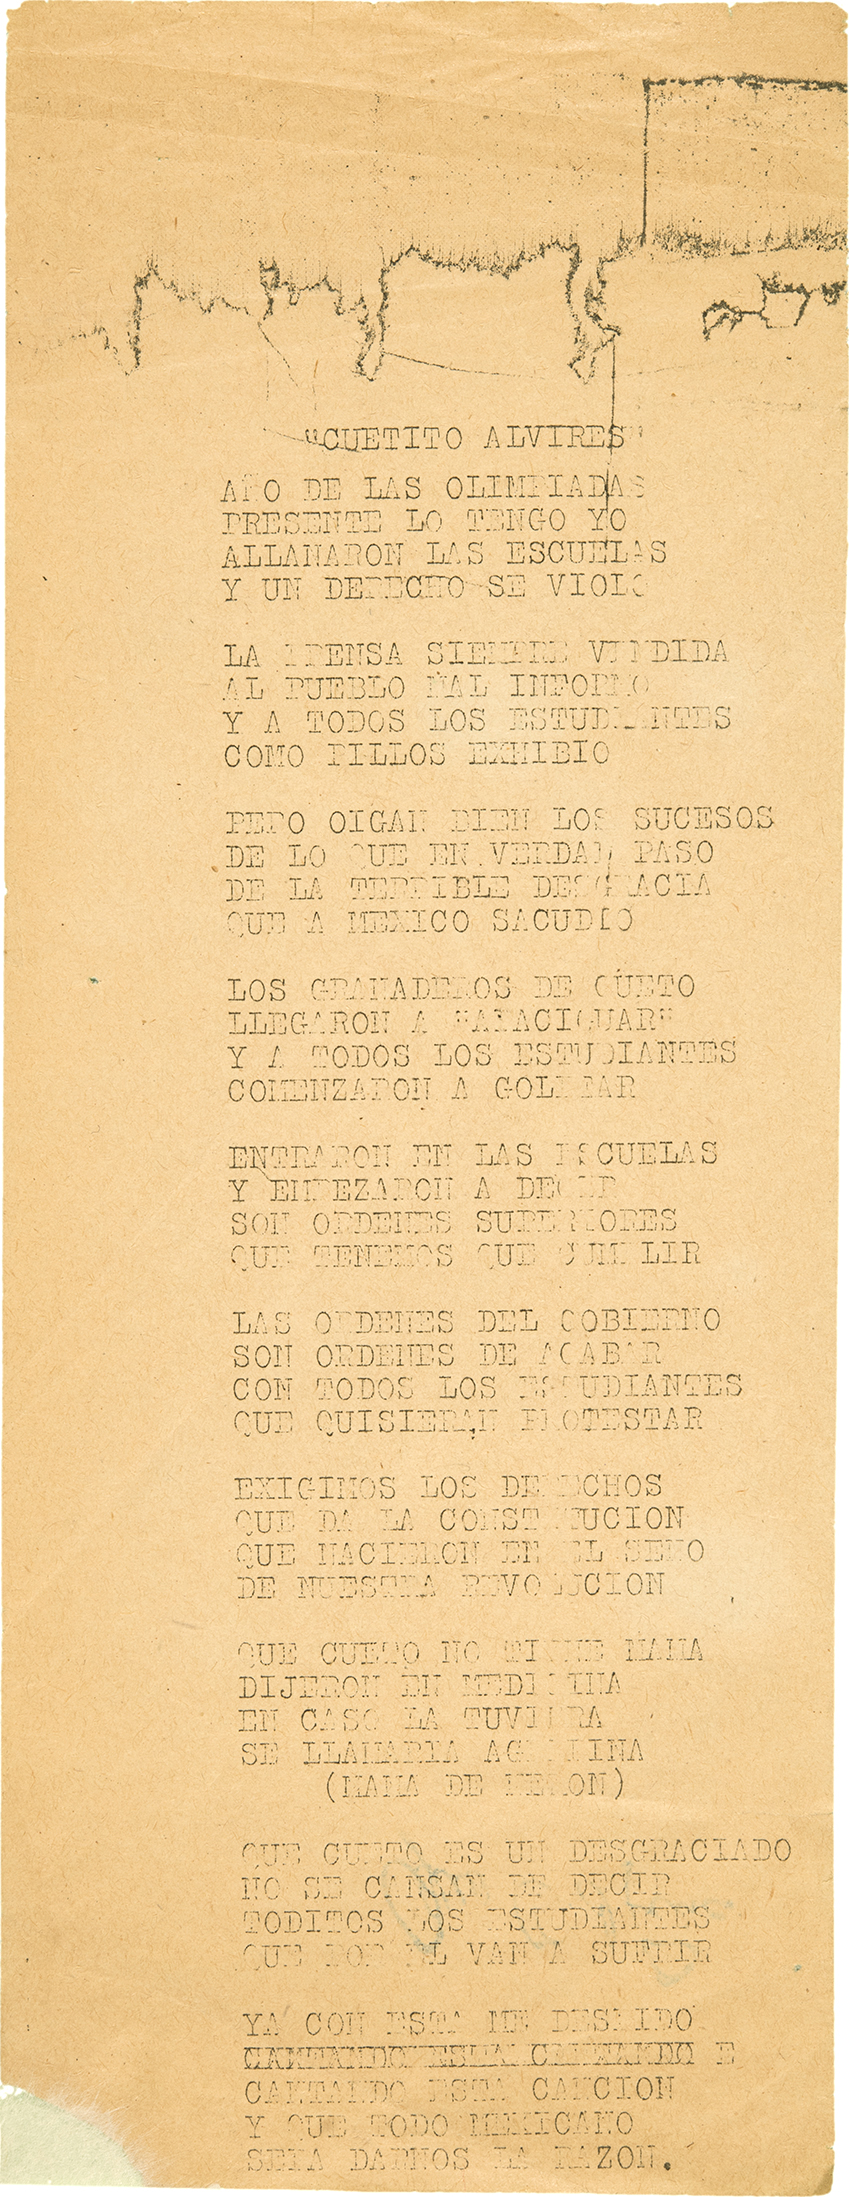 "CUETITO ALVIRES"
AÑO DE LAS OLIMPIADAS
PRESENTE LO TENGO YO
ALLANARON LAS ESCUELAS
Y UN DERECHO SE VIOLO
LA PRENSA SIEMPRE VENDIDA
AL PUEBLO MAL INFORMO
Y A TODOS LOS ESTUDIANTES
COMO PILLOS EXHIBIO
PERO OIGAN BIEN LOS SUCESOS
DE LO QUE EN VERDAD PASO
DE LA TERRIBLE DESGRACIA
QUE A MEXICO SACUDIO
LOS GRANADEROS DE CUETO
LLEGARON A "APACIGUAR"
Y A TODOS LOS ESTUDIANTES
COMENZARON A GOLPEAR
ENTRARON EN LAS ESCUELAS
Y EMPEZARON A DECIR
SON ORDENES SUPERIORES
QUE TENEMOS QUE CUMPLIR
LAS ORDENES DEL GOBIERNO
SON ORDENES DE ACABAR
CON TODOS LOS ESTUDIANTES
QUE QUISIERAN PROTESTAR
EXIGIMOS LOS DERECHOS
QUE DA LA CONSTITUCION
QUE NACIERON EN EL SENO
DE NUESTRA REVOLUCION
QUE CUETO NO TIENE MAMA
DIJERON EN MEDICINA
EN CASO LA TUVIERA
SE LLAMARIA AGRIPINA
(MAMA DE NERON)
QUE CUETO ES UN DESGRACIADO
NO SE CANSAN DE DECIR
TODITOS LOS ESTUDIANTES
QUE POR EL VAN A SUFRIR
YA CON ESTA ME DESPIDO
CANTANDO ESTA CANTANDO E
CANTANDO ESTA CANCION
Y QUE TODO MEXICANO
SEPA DARNOS LA RAZON.